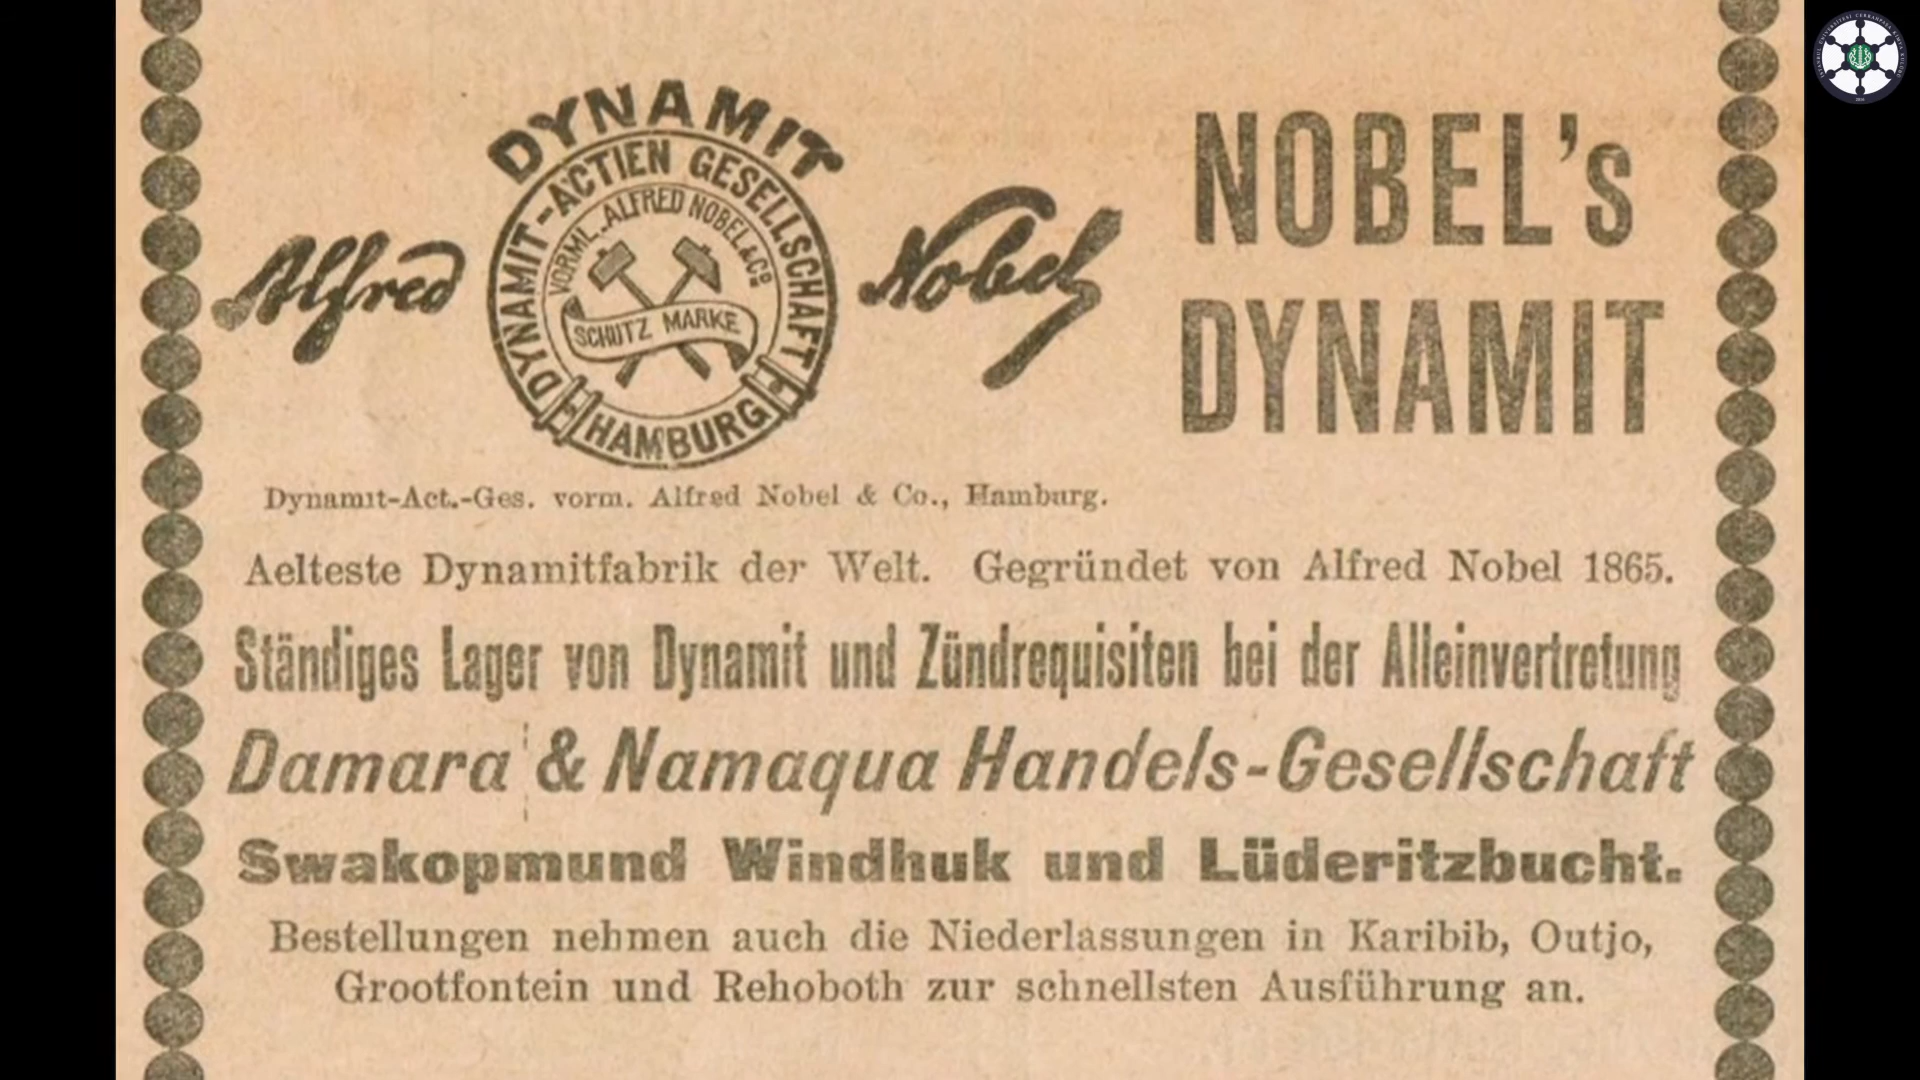 DYNAMIT
DYNAMIT-ACTIEN GESELLSCHAFT
VORML. ALFRED NOBEL & Co
SCHUTZ MARKE
HAMBURG
Alfred Nobel
NOBEL's
DYNAMIT
Dynamit-Act.-Ges. vorm. Alfred Nobel & Co., Hamburg.
Aelteste Dynamitfabrik der Welt. Gegründet von Alfred Nobel 1865.
Ständiges Lager von Dynamit und Zündrequisiten bei der Alleinvertretung
Damara & Namaqua Handels-Gesellschaft
Swakopmund Windhuk und Lüderitzbucht.
Bestellungen nehmen auch die Niederlassungen in Karibib, Outjo,
Grootfontein und Rehoboth zur schnellsten Ausführung an.